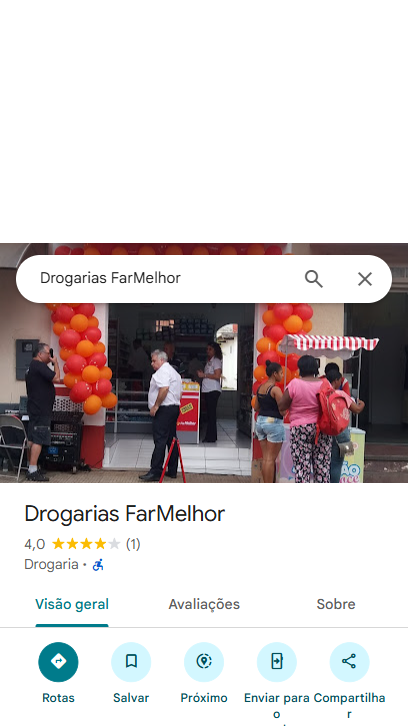 Drogarias FarMelhor
Drogarias FarMelhor
4,0 (1)
Drogaria ·
Visão geral Avaliações Sobre
Rotas Salvar Próximo Enviar para o Compartilhar